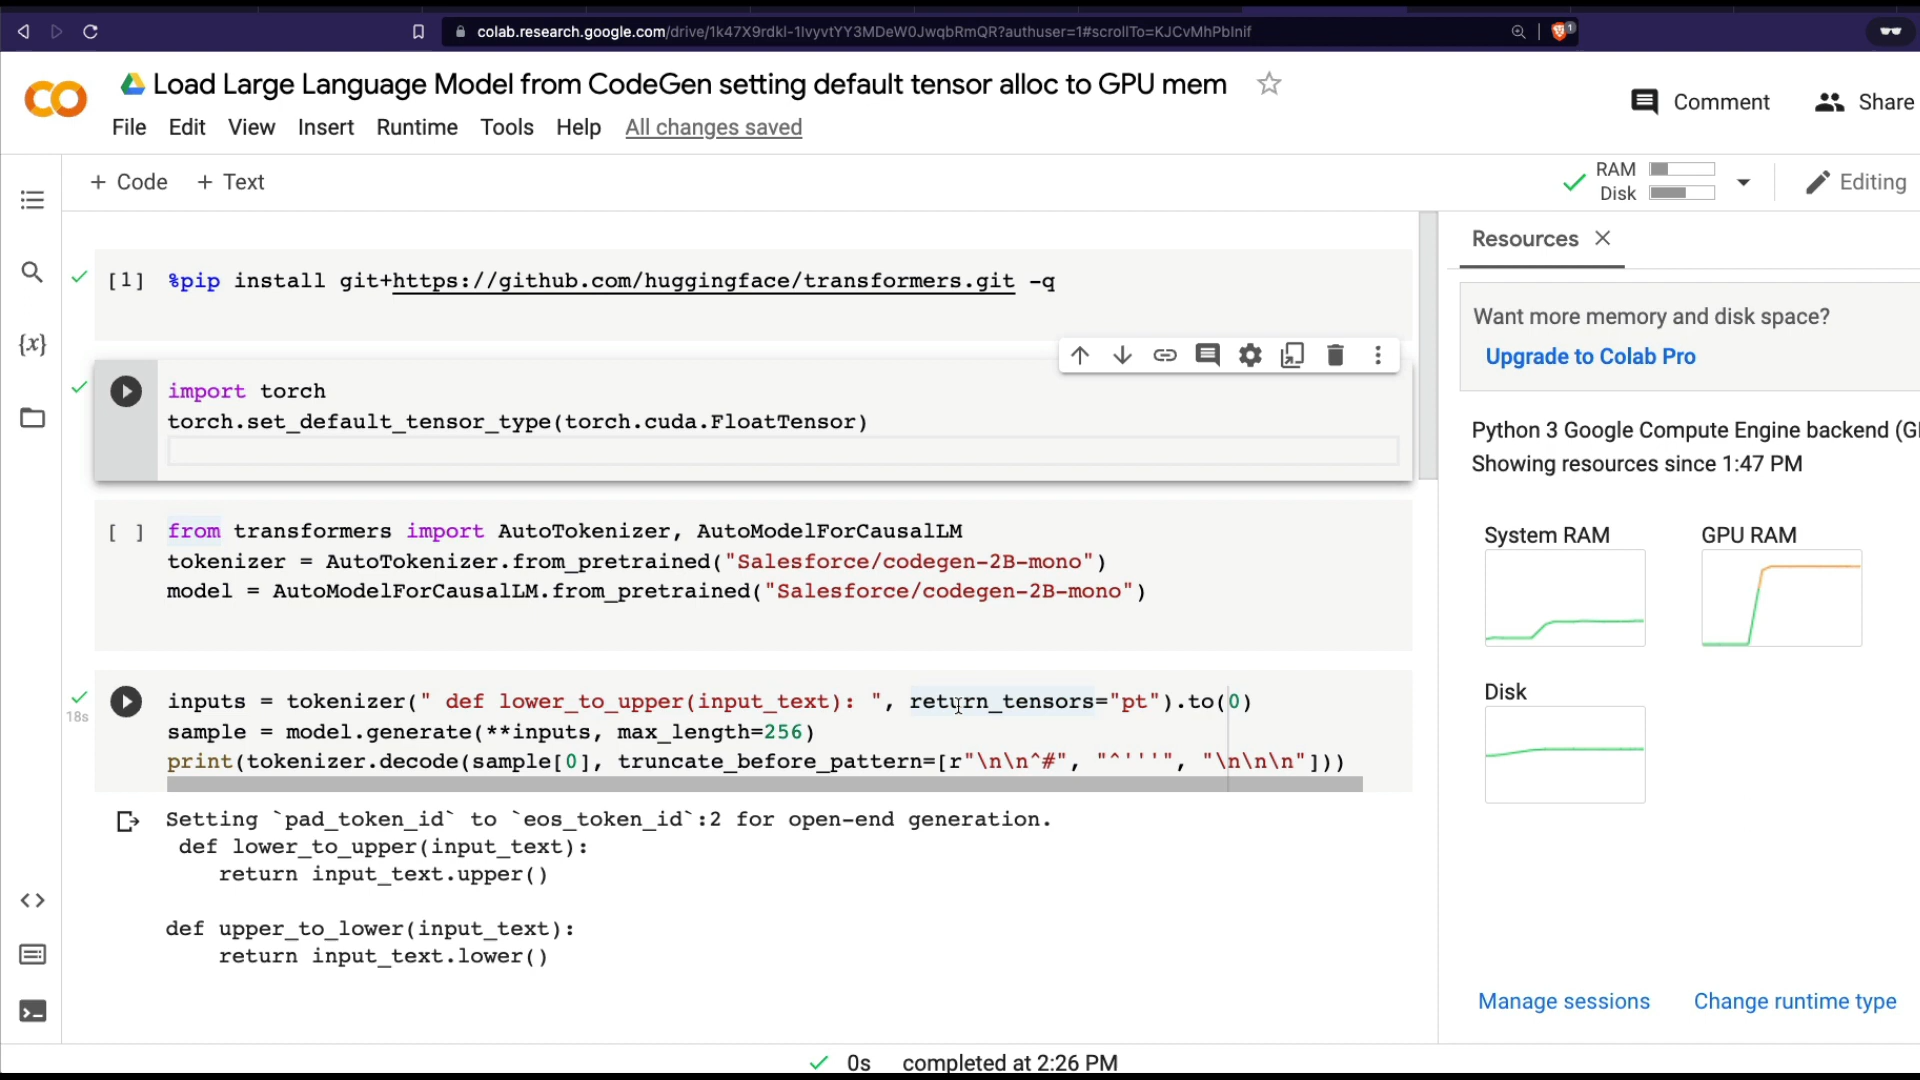 colab.research.google.com/drive/1k47X9rdkI-1IvyvtYY3MDeW0JwqbRmQR?authuser=1#scrollTo=KJCvMhPbInif
1
Load Large Language Model from CodeGen setting default tensor alloc to GPU mem
Comment
Share
File Edit View Insert Runtime Tools Help All changes saved
+ Code + Text
RAM
Disk
Editing
Resources
[1] %pip install git+https://github.com/huggingface/transformers.git -q
Want more memory and disk space?
Upgrade to Colab Pro
import torch
torch.set_default_tensor_type(torch.cuda.FloatTensor)
Python 3 Google Compute Engine backend (G
Showing resources since 1:47 PM
[ ] from transformers import AutoTokenizer, AutoModelForCausalLM
tokenizer = AutoTokenizer.from_pretrained("Salesforce/codegen-2B-mono")
model = AutoModelForCausalLM.from_pretrained("Salesforce/codegen-2B-mono")
System RAM GPU RAM
Disk
18s
inputs = tokenizer(" def lower_to_upper(input_text): ", return_tensors="pt").to(0)
sample = model.generate(**inputs, max_length=256)
print(tokenizer.decode(sample[0], truncate_before_pattern=[r"\n\n^#", "^'''", "\n\n\n"]))
Setting `pad_token_id` to `eos_token_id`:2 for open-end generation.
def lower_to_upper(input_text):
return input_text.upper()
def upper_to_lower(input_text):
return input_text.lower()
Manage sessions Change runtime type
0s completed at 2:26 PM